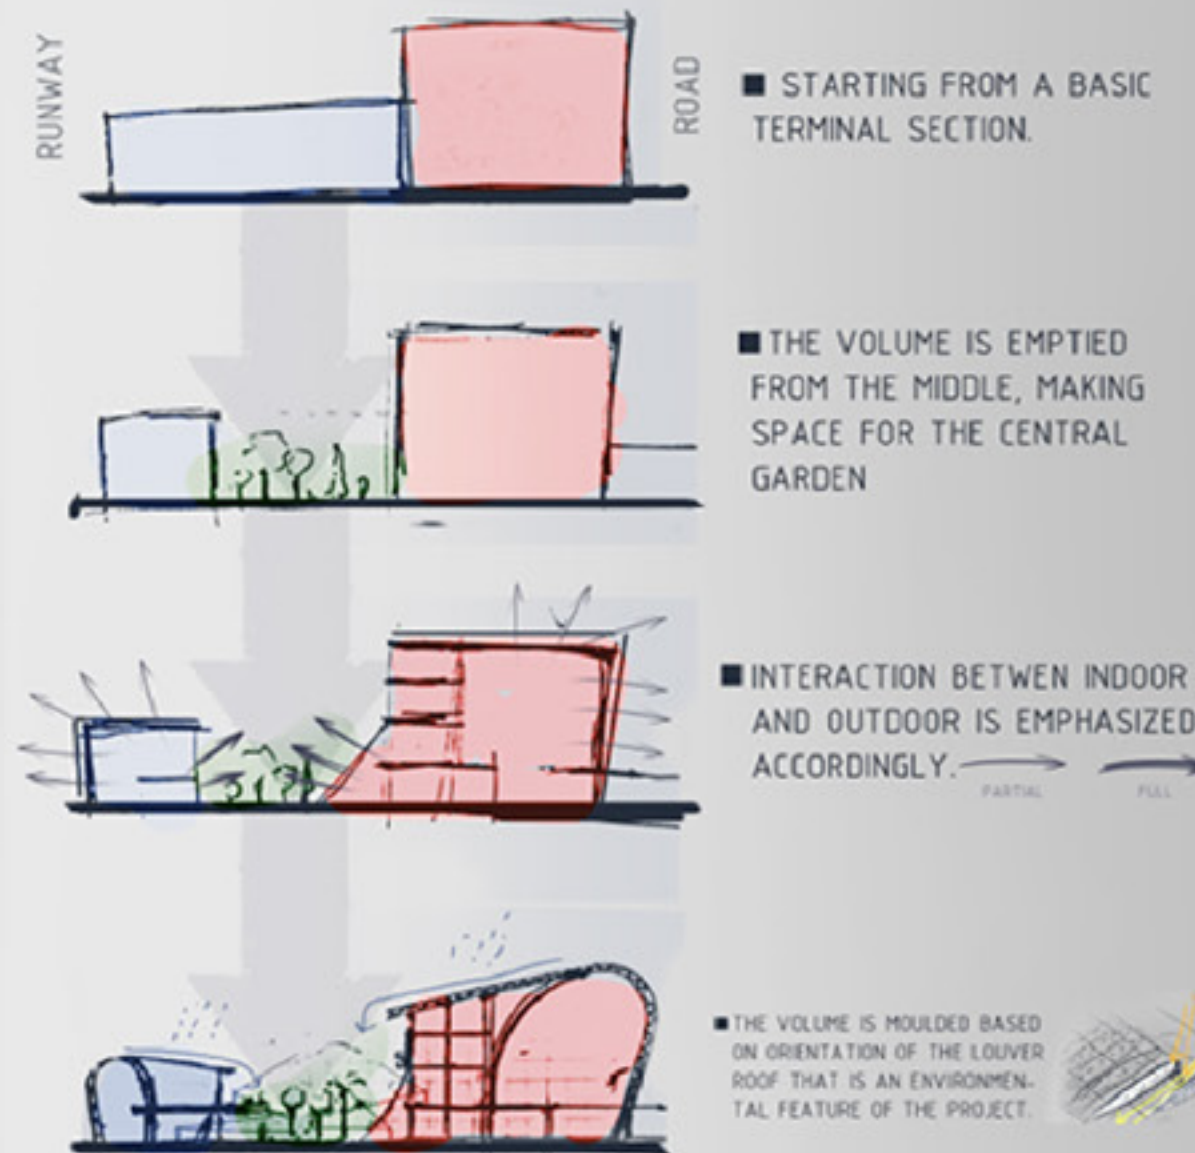 RUNWAY
ROAD
■ STARTING FROM A BASIC
TERMINAL SECTION.
■ THE VOLUME IS EMPTIED
FROM THE MIDDLE, MAKING
SPACE FOR THE CENTRAL
GARDEN
■ INTERACTION BETWEN INDOOR
AND OUTDOOR IS EMPHASIZED
ACCORDINGLY.
PARTIAL
FULL
■ THE VOLUME IS MOULDED BASED
ON ORIENTATION OF THE LOUVER
ROOF THAT IS AN ENVIRONMEN-
TAL FEATURE OF THE PROJECT.